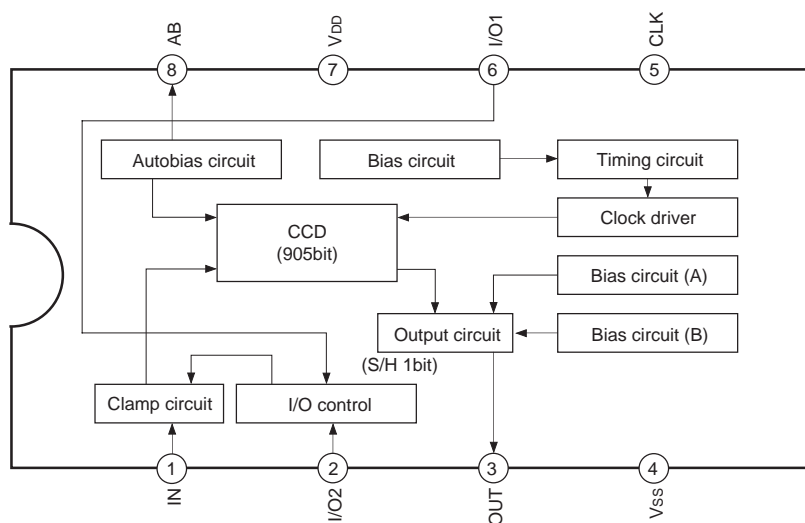 AB
VDD
I/O1
CLK
8
7
6
5
Autobias circuit
Bias circuit
Timing circuit
CCD
(905bit)
Clock driver
Bias circuit (A)
Output circuit
Bias circuit (B)
(S/H 1bit)
Clamp circuit
I/O control
1
2
3
4
IN
I/O2
OUT
VSS